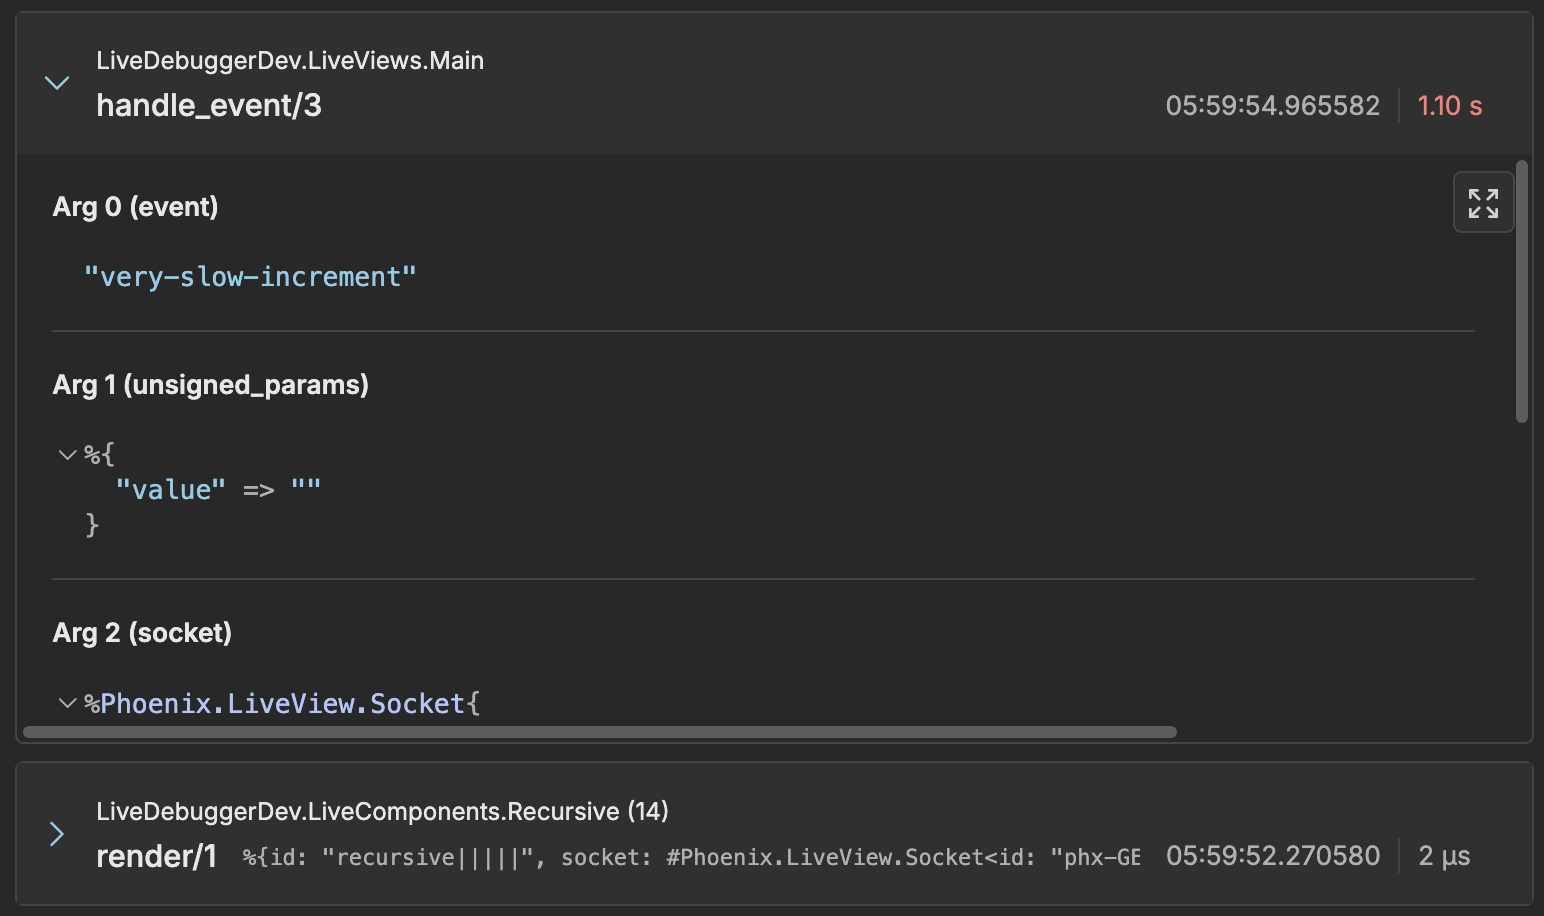 LiveDebuggerDev.LiveViews.Main
handle_event/3
05:59:54.965582
1.10 s
Arg 0 (event)
"very-slow-increment"
Arg 1 (unsigned_params)
%{
"value" => ""
}
Arg 2 (socket)
%Phoenix.LiveView.Socket{
LiveDebuggerDev.LiveComponents.Recursive (14)
render/1 %{id: "recursive|||||", socket: #Phoenix.LiveView.Socket<id: "phx-GE 05:59:52.270580 2 µs